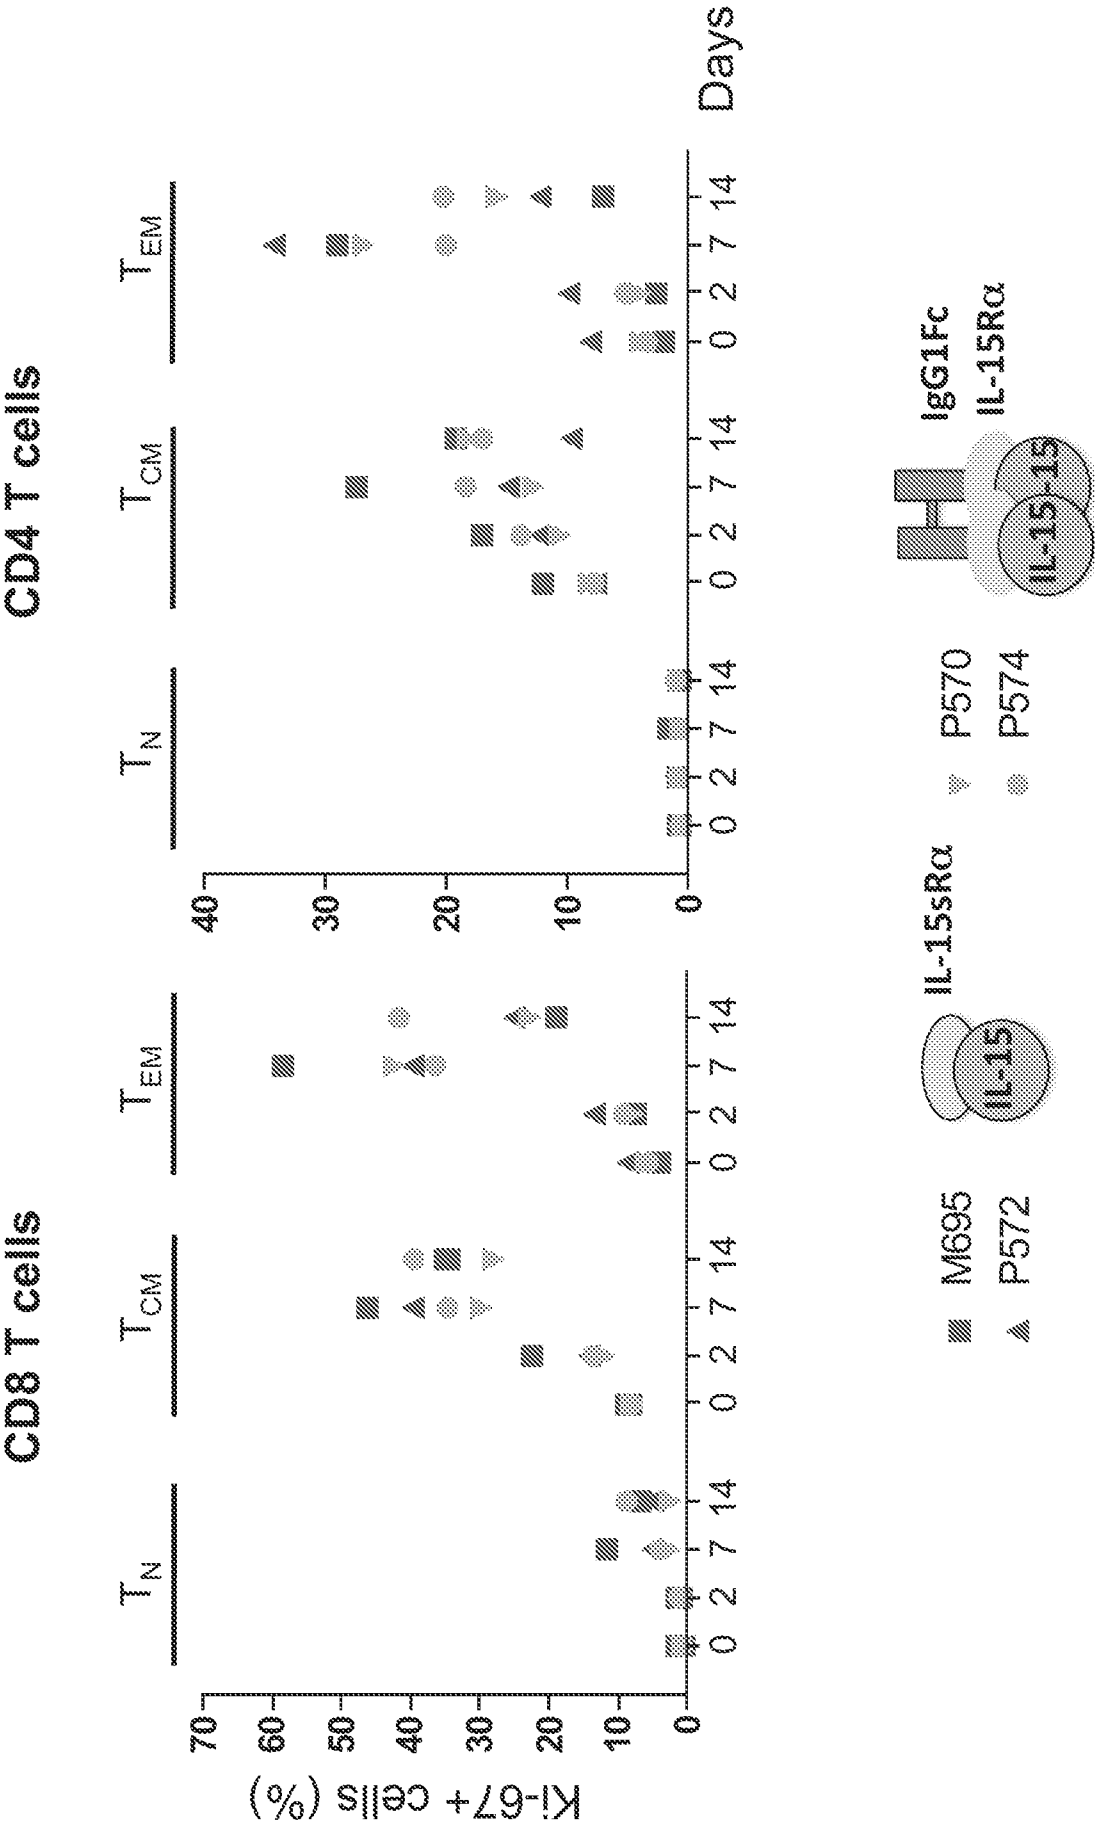 CD8 T cells
CD4 T cells
T_N T_CM T_EM
T_N T_CM T_EM
Ki-67+ cells (%)
70
60
50
40
30
20
10
0
40
30
20
10
0
0 2 7 14 0 2 7 14 0 2 7 14
0 2 7 14 0 2 7 14 0 2 7 14
Days
M695
P572
IL-15sRα
IL-15
P570
P574
IgG1Fc
IL-15Rα
IL-15
-15